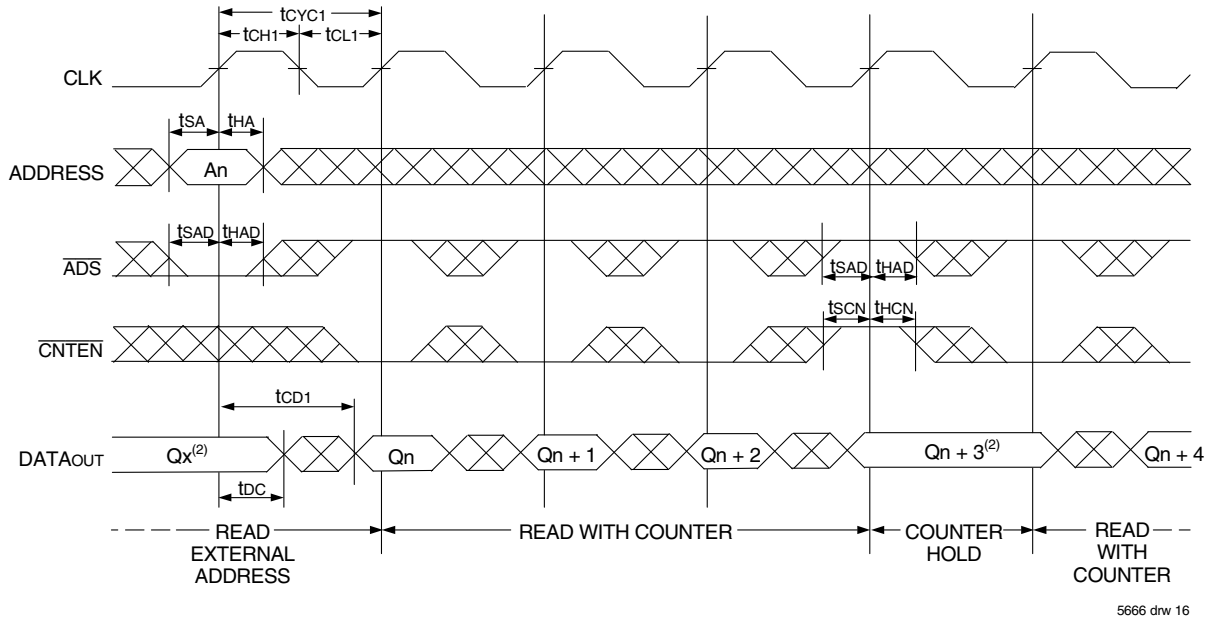 tCYC1
tCH1 tCL1
CLK
tSA tHA
ADDRESS An
tSAD tHAD
ADS
tSAD tHAD
tSCN tHCN
CNTEN
tCD1
DATAOUT Qx(2) Qn Qn + 1 Qn + 2 Qn + 3(2) Qn + 4
tDC
READ EXTERNAL ADDRESS
READ WITH COUNTER
COUNTER HOLD
READ WITH COUNTER
5666 drw 16